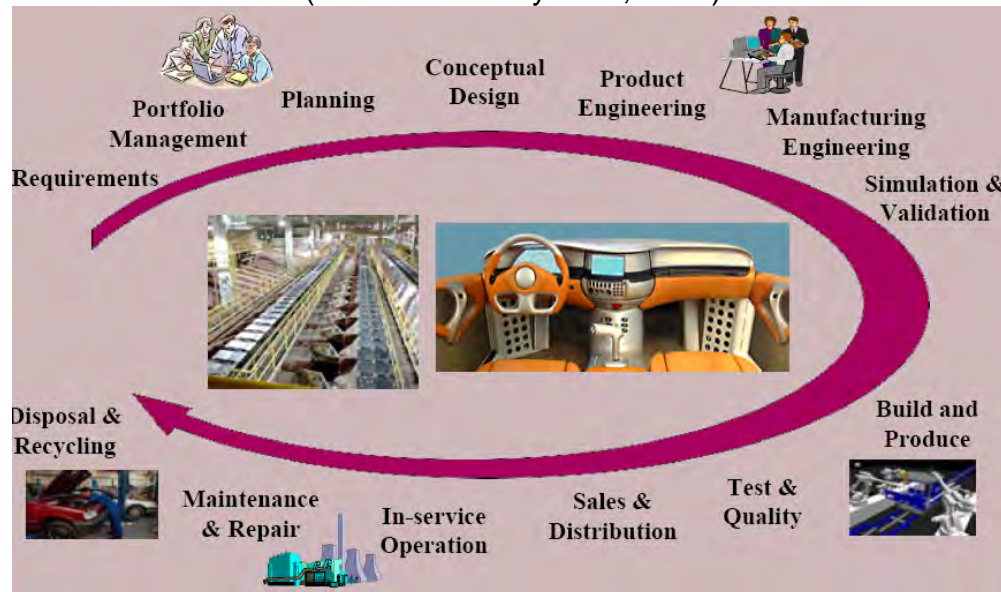 Conceptual
Design
Planning
Product
Engineering
Portfolio
Management
Manufacturing
Engineering
Requirements
Simulation &
Validation
Disposal &
Recycling
Build and
Produce
Maintenance
& Repair
In-service
Operation
Sales &
Distribution
Test &
Quality